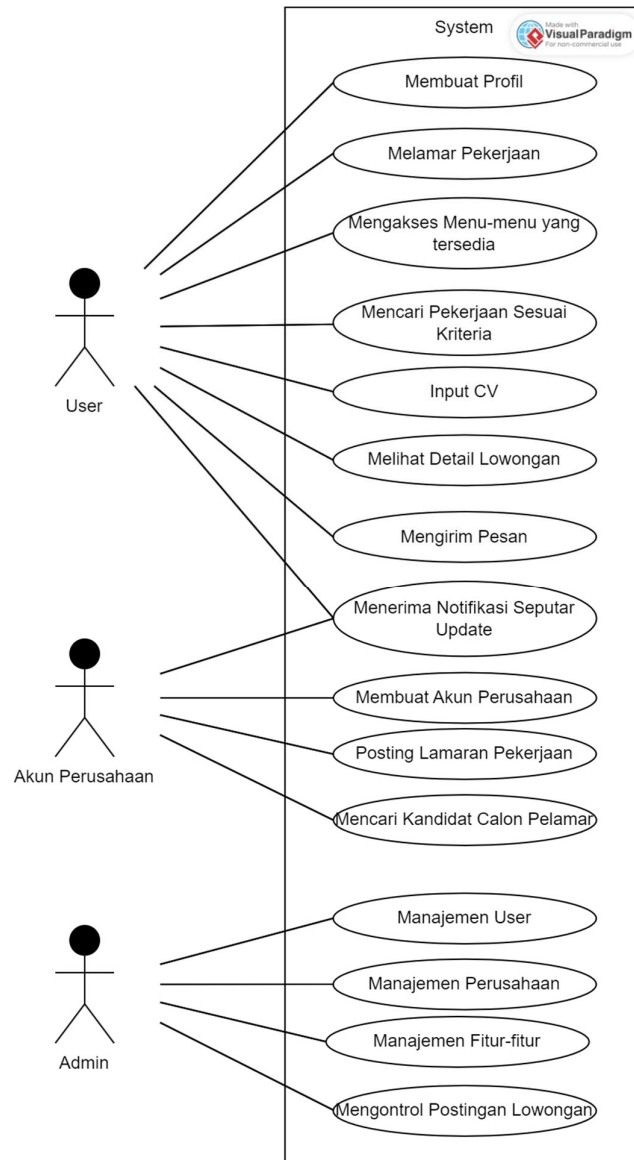 System
Made with
VisualParadigm
For non-commercial use
Membuat Profil
Melamar Pekerjaan
Mengakses Menu-menu yang
tersedia
Mencari Pekerjaan Sesuai
Kriteria
Input CV
User
Melihat Detail Lowongan
Mengirim Pesan
Menerima Notifikasi Seputar
Update
Membuat Akun Perusahaan
Posting Lamaran Pekerjaan
Akun Perusahaan
Mencari Kandidat Calon Pelamar
Manajemen User
Manajemen Perusahaan
Manajemen Fitur-fitur
Admin
Mengontrol Postingan Lowongan